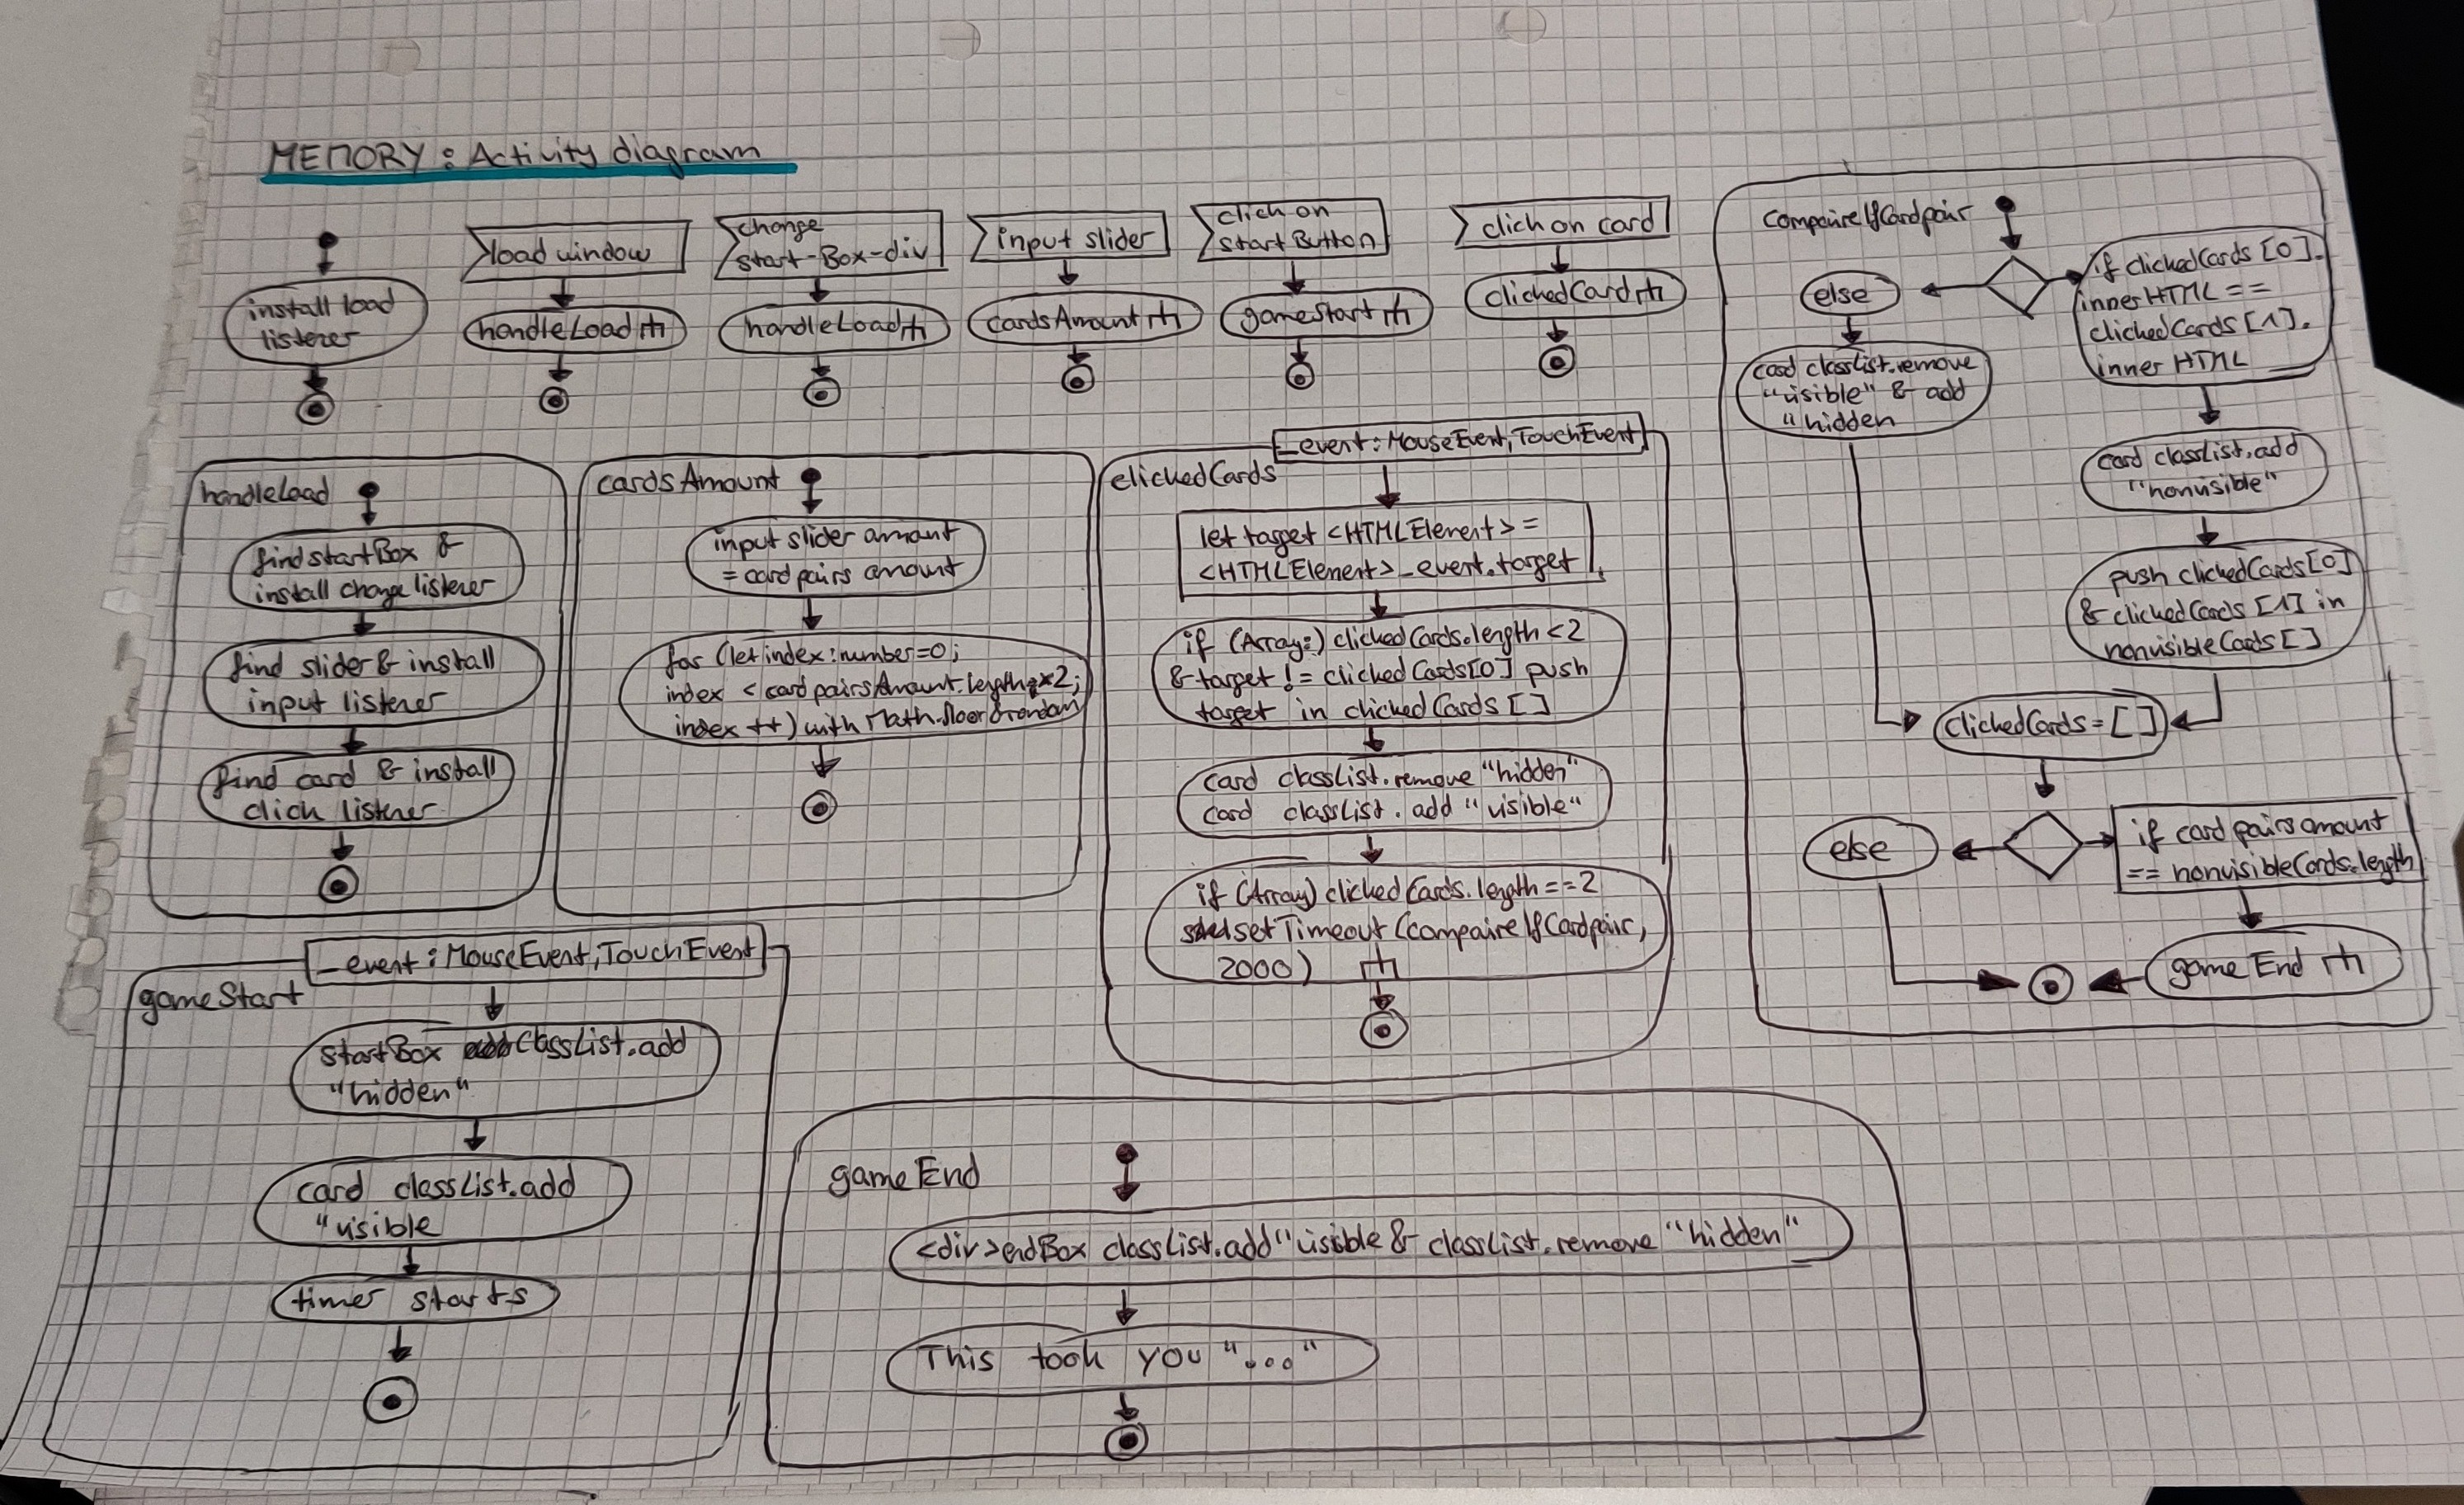 MEMORY : Activity diagram
install load
listener
load window
handleLoad
change
start-Box-div
handleLoad
input slider
cardsAmount
click on
startButton
gameStart
click on card
clickedCard
compaireIfCardpair
if clickedCards [0].
innerHTML ==
clickedCards [1].
inner HTML
else
card classList.remove
"visible" & add
"hidden
card classList.add
"nonvisible"
push clickedCards[0]
& clickedCards [1] in
nonvisibleCards[]
clickedCards = [ ]
else
if card pairs amount
== nonvisibleCards.length
game End
handleLoad
find startBox &
install change listener
find slider & install
input listener
find card & install
click listener
cardsAmount
input slider amount
= card pairs amount
for (let index:number=0;
index < card pairs Amount.length *2;
index ++) with Math.floor & random
_event: MouseEvent, TouchEvent
clickedCards
let target <HTMLElement> =
<HTMLElement>_event.target
if (Array:) clickedCards.length<2
& target != clickedCards[0] push
target in clickedCards [ ]
card classList.remove "hidden"
card classList.add "visible"
if (Array) clickedCards.length==2
setTimeout (compaireIfCardpair,
2000)
_event: MouseEvent, TouchEvent
gameStart
startBox classList.add
"hidden"
card classList.add
"visible
timer starts
gameEnd
<div>endBox classList.add "visible & classList.remove "hidden"
This took you "..."